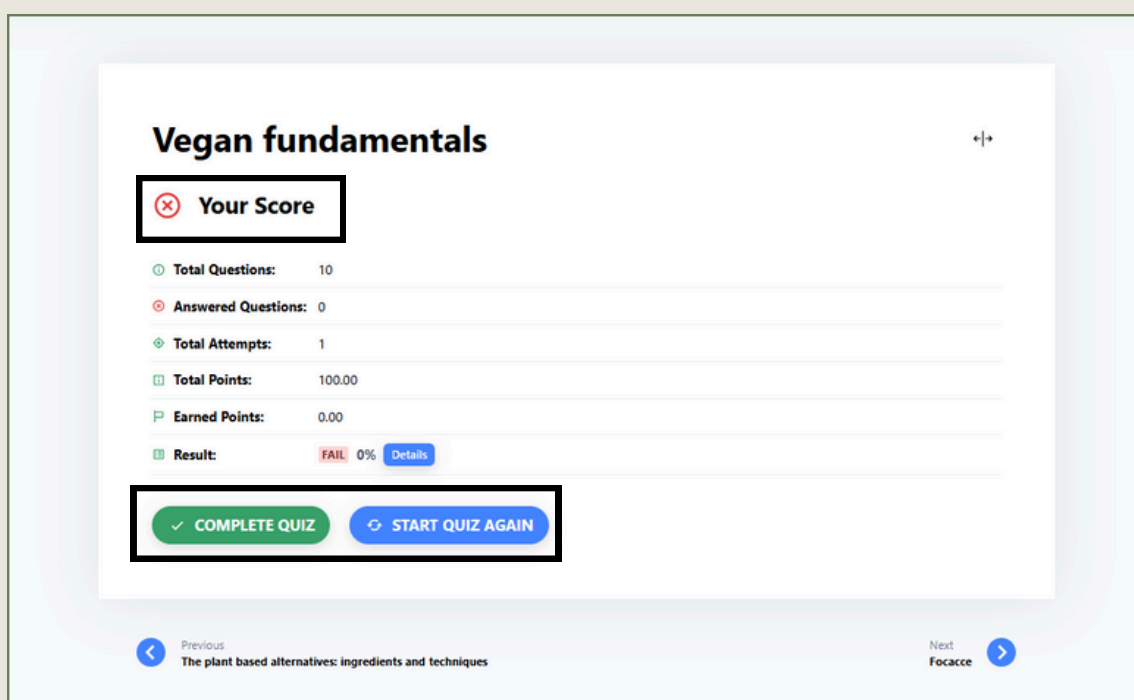 Vegan fundamentals
Your Score
Total Questions: 10
Answered Questions: 0
Total Attempts: 1
Total Points: 100.00
Earned Points: 0.00
Result: FAIL 0% Details
COMPLETE QUIZ START QUIZ AGAIN
Previous
The plant based alternatives: ingredients and techniques
Next
Focacce